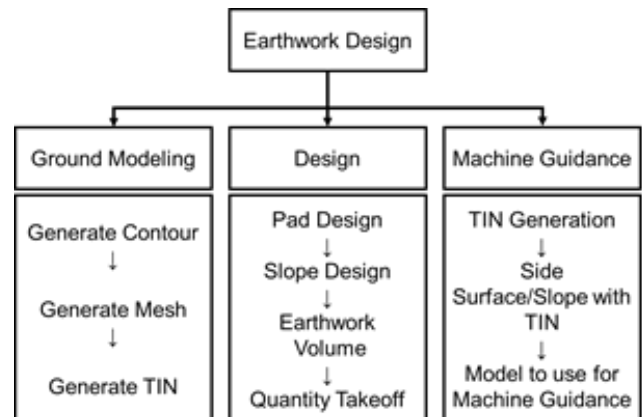 Earthwork Design
Ground Modeling
Design
Machine Guidance
Generate Contour
↓
Generate Mesh
↓
Generate TIN
Pad Design
↓
Slope Design
↓
Earthwork
Volume
↓
Quantity Takeoff
TIN Generation
↓
Side
Surface/Slope with
TIN
↓
Model to use for
Machine Guidance